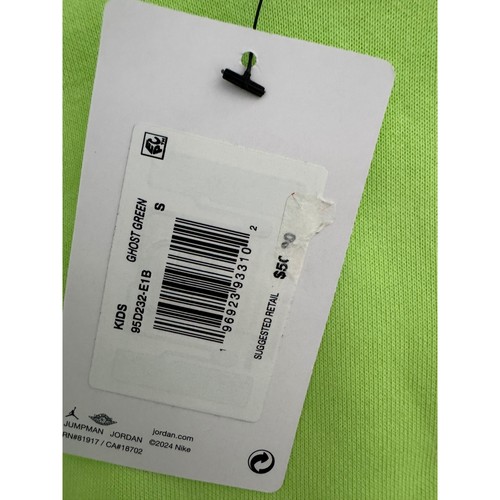 KIDS
95D232-E1B
GHOST GREEN
S
1 96923 93310 2
SUGGESTED RETAIL
JUMPMAN JORDAN
jordan.com
RN#81917 / CA#18702
©2024 Nike